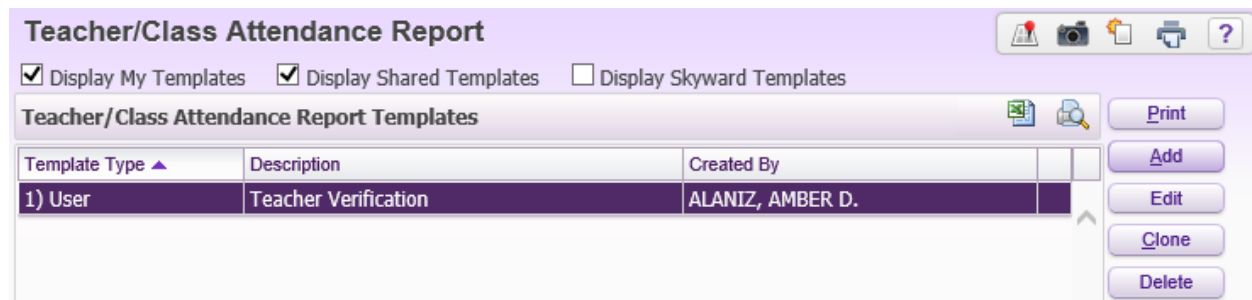 Teacher/Class Attendance Report
?
Display My Templates Display Shared Templates Display Skyward Templates
Teacher/Class Attendance Report Templates
Print
Template Type Description Created By
Add
1) User Teacher Verification ALANIZ, AMBER D.
Edit
Clone
Delete